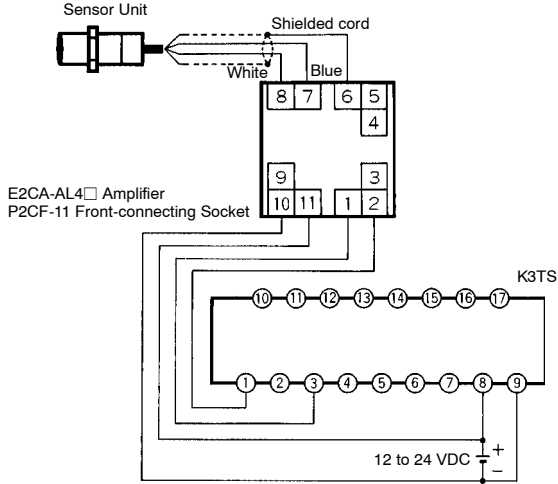 Sensor Unit
Shielded cord
White
Blue
8 7 6 5
4
9 3
10 11 1 2
E2CA-AL4□ Amplifier
P2CF-11 Front-connecting Socket
K3TS
10 11 12 13 14 15 16 17
1 2 3 4 5 6 7 8 9
12 to 24 VDC
+
−